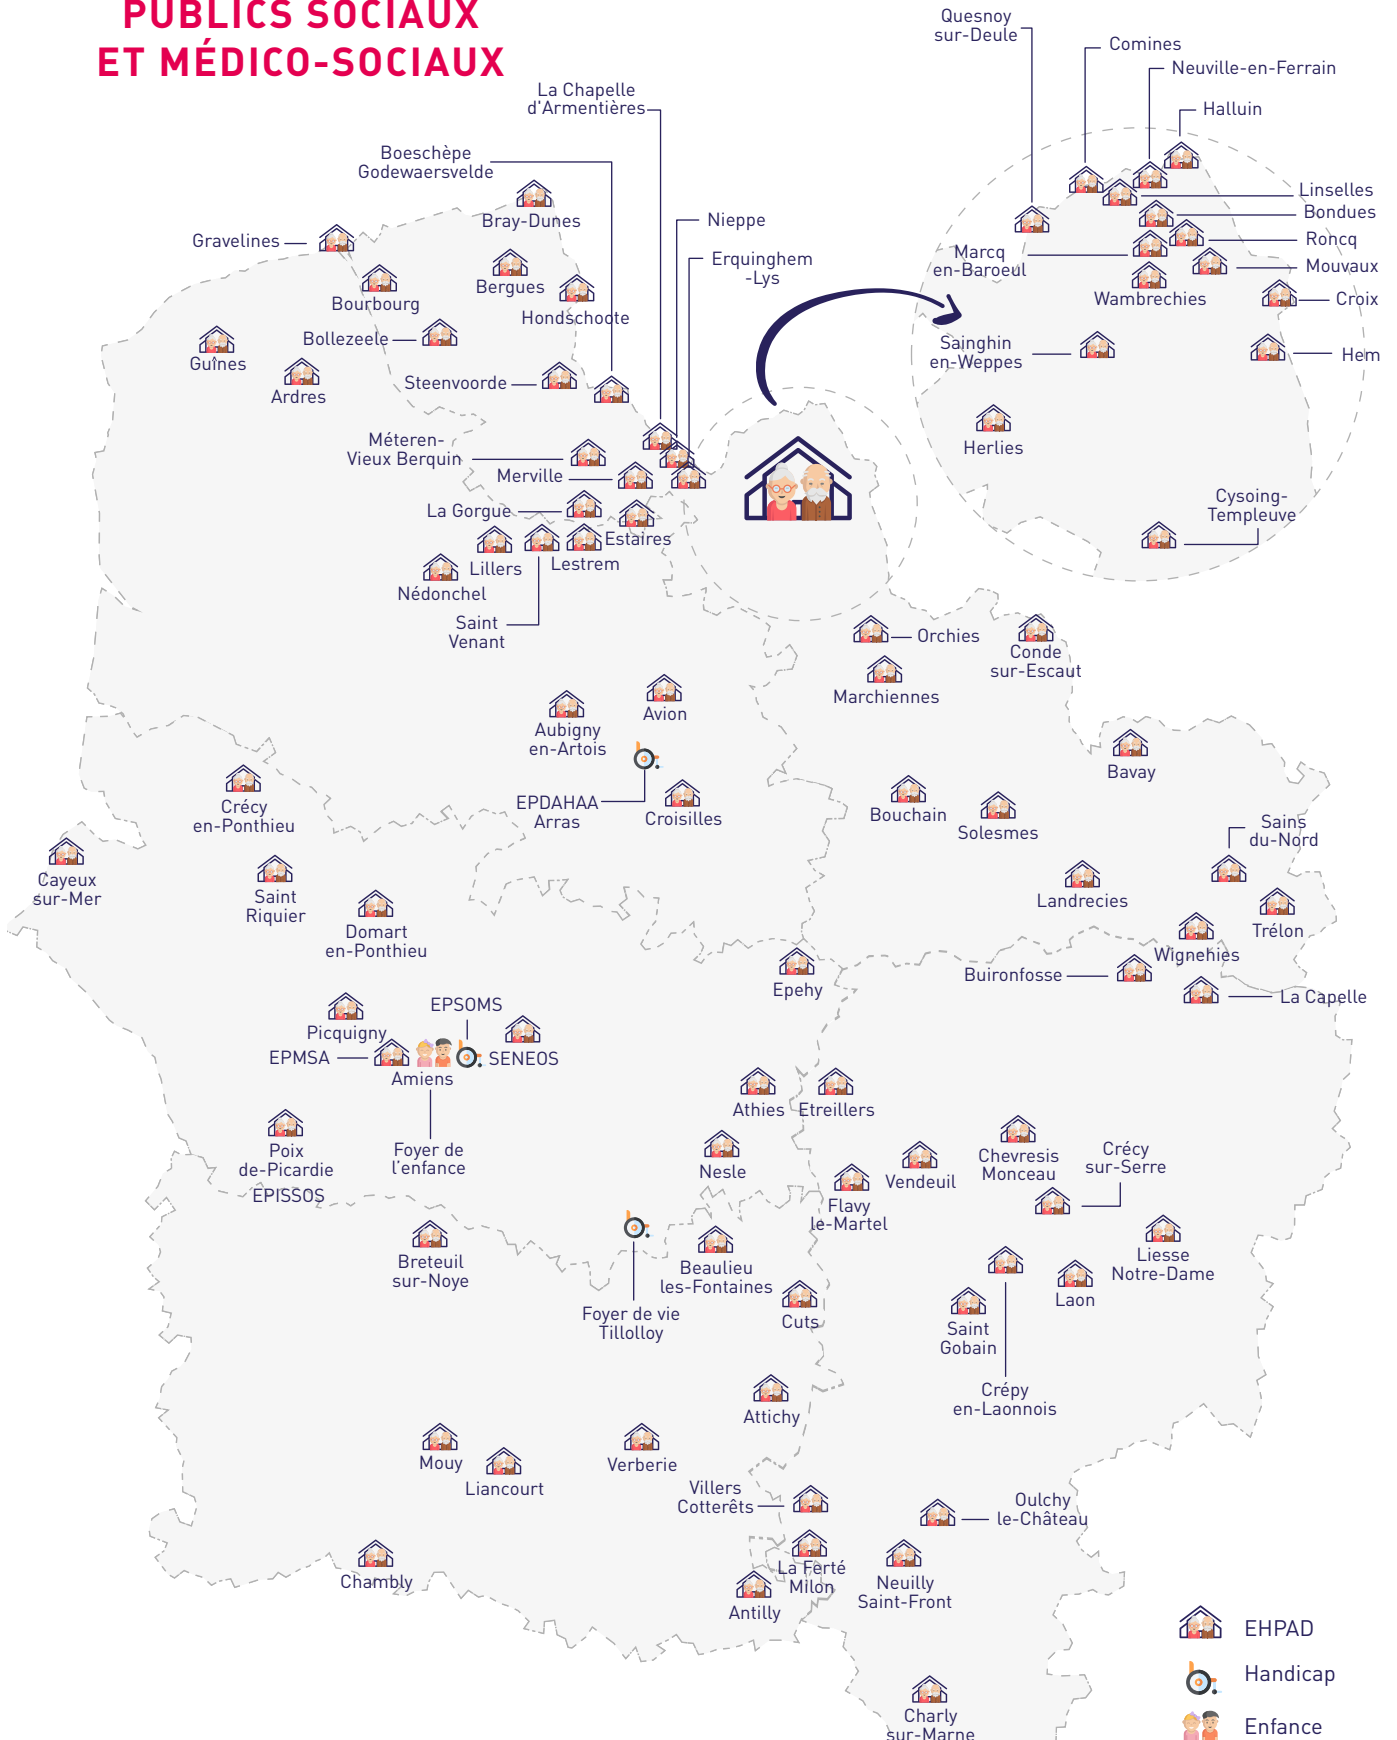 PUBLICS SOCIAUX
ET MÉDICO-SOCIAUX
Quesnoy
sur-Deule
Comines
Neuville-en-Ferrain
Halluin
La Chapelle
d'Armentières
Boeschèpe
Godewaersvelde
Bray-Dunes
Linselles
Bondues
Nieppe
Gravelines
Roncq
Marcq
en-Baroeul
Erquinghem
-Lys
Mouvaux
Bergues
Bourbourg
Wambrechies
Croix
Hondschoote
Bollezeele
Sainghin
en-Weppes
Hem
Guînes
Steenvoorde
Ardres
Méteren-
Vieux Berquin
Herlies
Merville
Cysoing-
Templeuve
La Gorgue
Estaires
Lillers
Lestrem
Nédonchel
Saint
Venant
Orchies
Conde
sur-Escaut
Marchiennes
Avion
Aubigny
en-Artois
Bavay
EPDAHAA
Arras
Croisilles
Crécy
en-Ponthieu
Bouchain
Solesmes
Sains
du-Nord
Cayeux
sur-Mer
Saint
Riquier
Landrecies
Domart
en-Ponthieu
Trélon
Wignehies
Buironfosse
Epehy
La Capelle
EPSOMS
Picquigny
EPMSA
SENEOS
Amiens
Athies
Etreillers
Foyer de
l'enfance
Poix
de-Picardie
EPISSOS
Nesle
Vendeuil
Chevresis
Monceau
Crécy
sur-Serre
Flavy
le-Martel
Breteuil
sur-Noye
Beaulieu
les-Fontaines
Liesse
Notre-Dame
Laon
Foyer de vie
Tillolloy
Cuts
Saint
Gobain
Crépy
en-Laonnois
Attichy
Mouy
Liancourt
Verberie
Villers
Cotterêts
Oulchy
le-Château
Chambly
La Ferté
Milon
Neuilly
Saint-Front
Antilly
EHPAD
Handicap
Enfance
Charly
sur-Marne